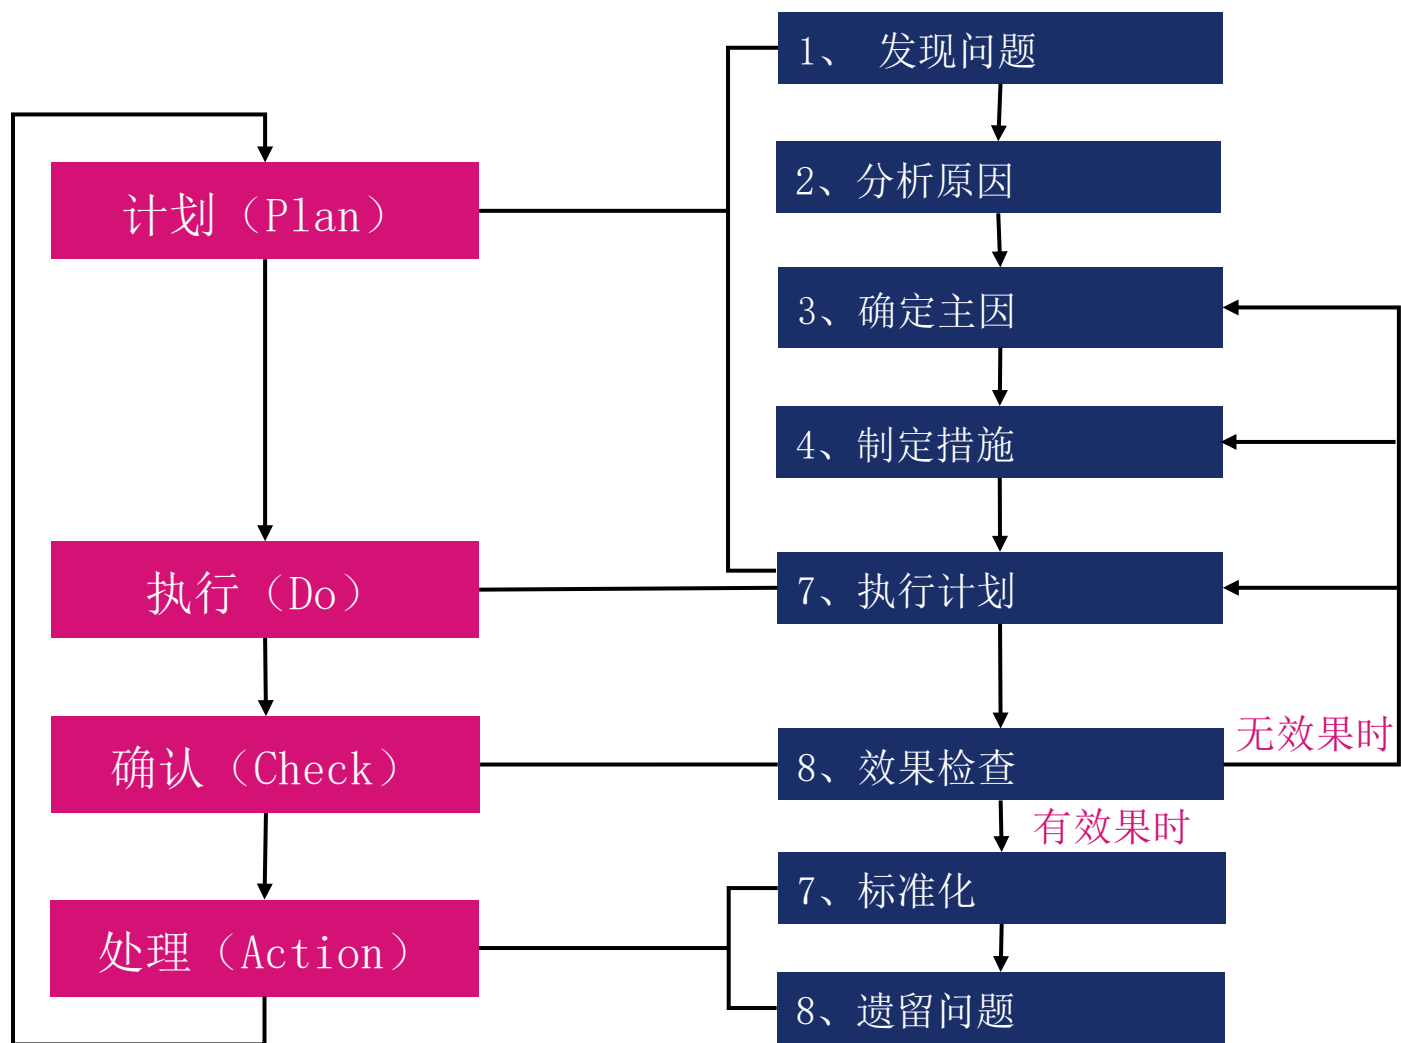 1、 发现问题
2、分析原因
计划（Plan）
3、确定主因
4、制定措施
执行（Do）
7、执行计划
确认（Check）
8、效果检查
无效果时
有效果时
7、标准化
处理（Action）
8、遗留问题